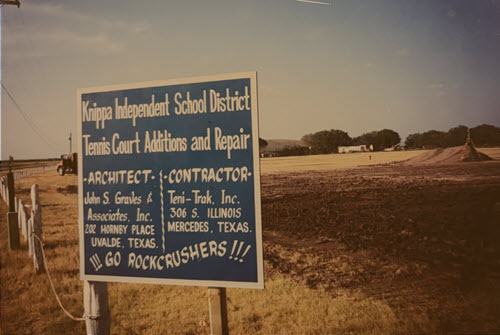 Knippa Independent School District
Tennis Court Additions and Repair
-ARCHITECT-
John S. Graves &
Associates, Inc.
202 HORNBY PLACE
UVALDE, TEXAS.
-CONTRACTOR-
Teni-Trak, Inc.
306 S. ILLINOIS
MERCEDES, TEXAS.
!!! GO ROCKCRUSHERS !!!